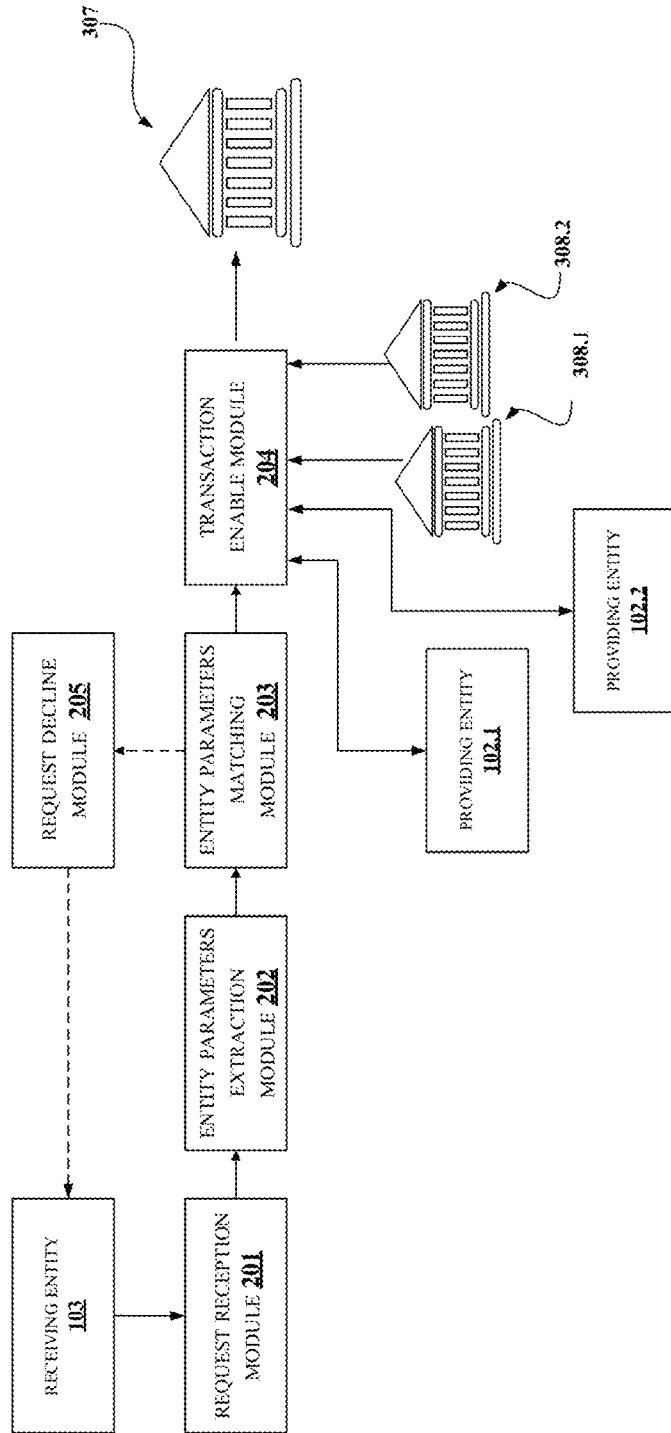 RECEIVING ENTITY
103
REQUEST DECLINE
MODULE 205
307
REQUEST RECEPTION
MODULE 201
ENTITY PARAMETERS
EXTRACTION
MODULE 202
ENTITY PARAMETERS
MATCHING
MODULE 203
TRANSACTION
ENABLE MODULE
204
308.2
308.1
PROVIDING ENTITY
102.1
PROVIDING ENTITY
102.2